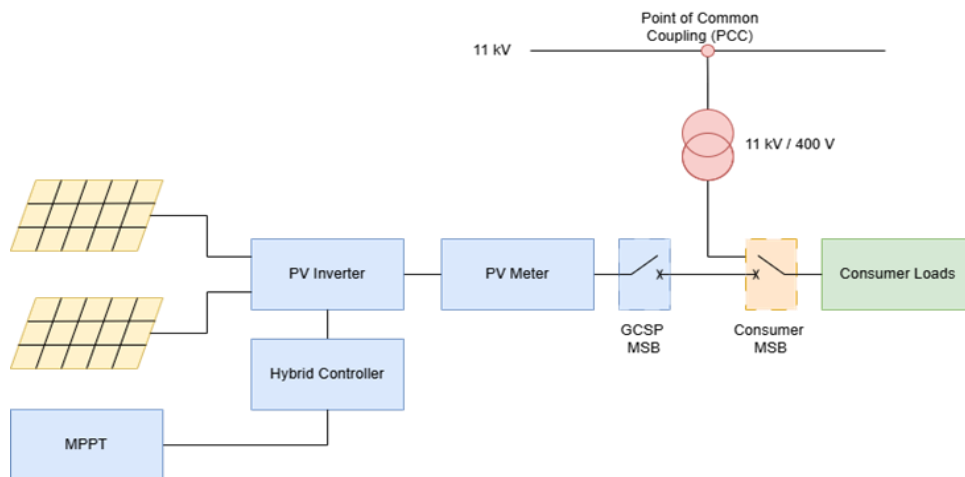 Point of Common
Coupling (PCC)
11 kV
11 kV / 400 V
PV Inverter
PV Meter
Consumer Loads
GCSP
MSB
Consumer
MSB
Hybrid Controller
MPPT